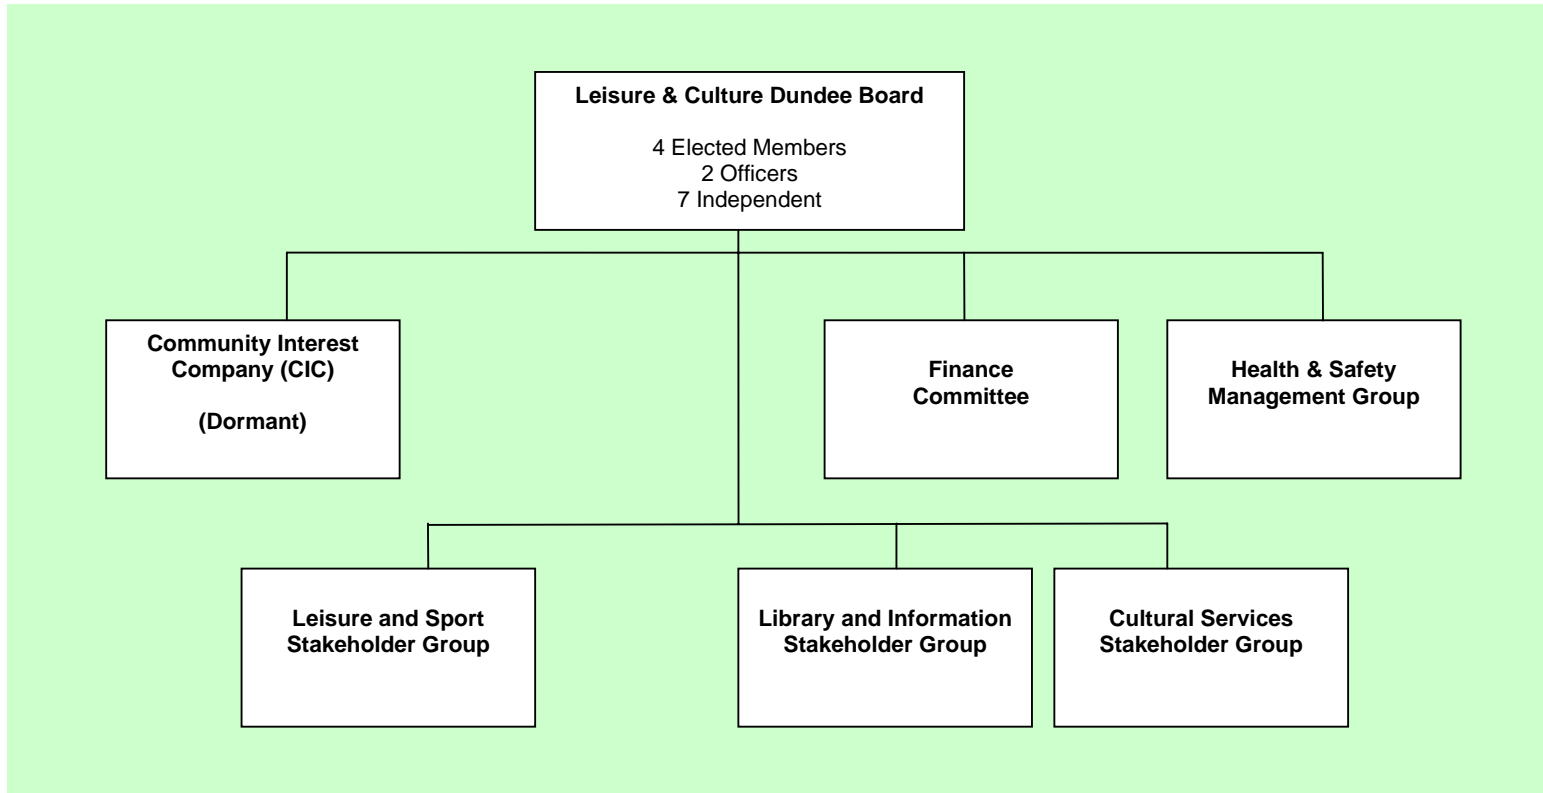 Leisure & Culture Dundee Board
4 Elected Members
2 Officers
7 Independent
Community Interest
Company (CIC)
(Dormant)
Finance
Committee
Health & Safety
Management Group
Leisure and Sport
Stakeholder Group
Library and Information
Stakeholder Group
Cultural Services
Stakeholder Group